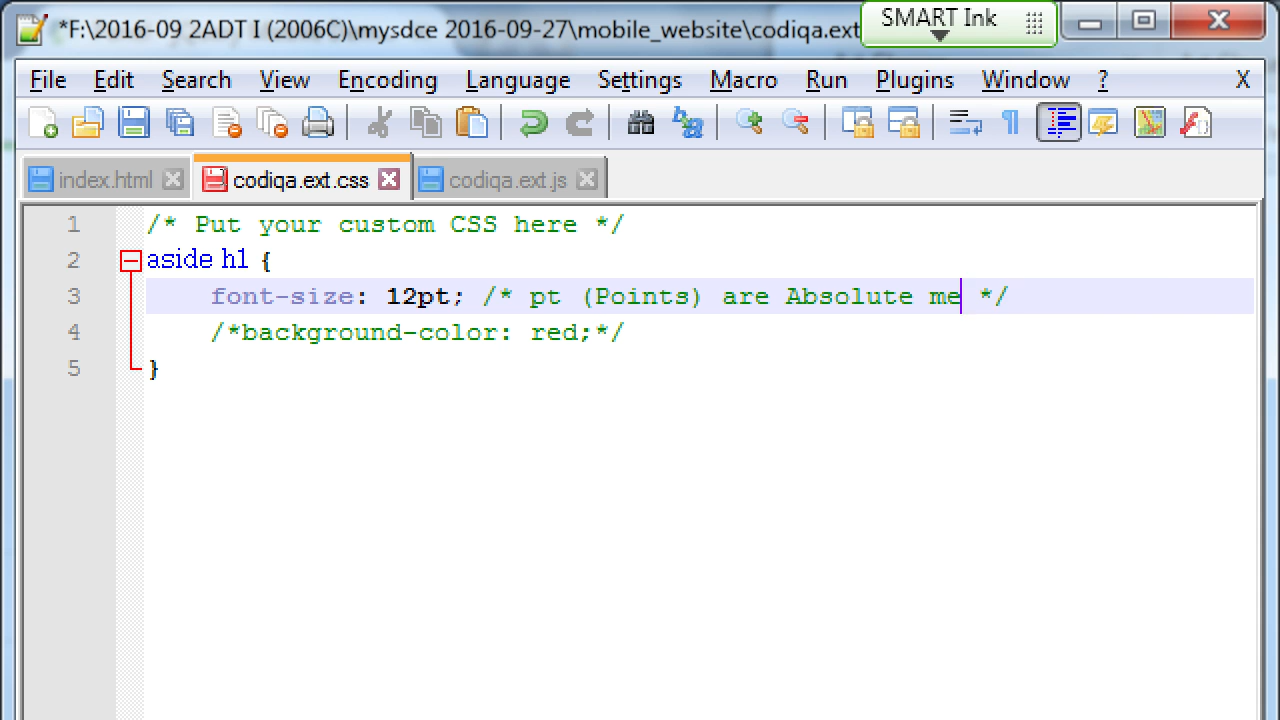 *F:\2016-09 2ADT I (2006C)\mysdce 2016-09-27\mobile_website\codiqa.ext
SMART Ink
File Edit Search View Encoding Language Settings Macro Run Plugins Window ? X
index.html codiqa.ext.css codiqa.ext.js
1 /* Put your custom CSS here */
2 aside h1 {
3 font-size: 12pt; /* pt (Points) are Absolute me */
4 /*background-color: red;*/
5 }